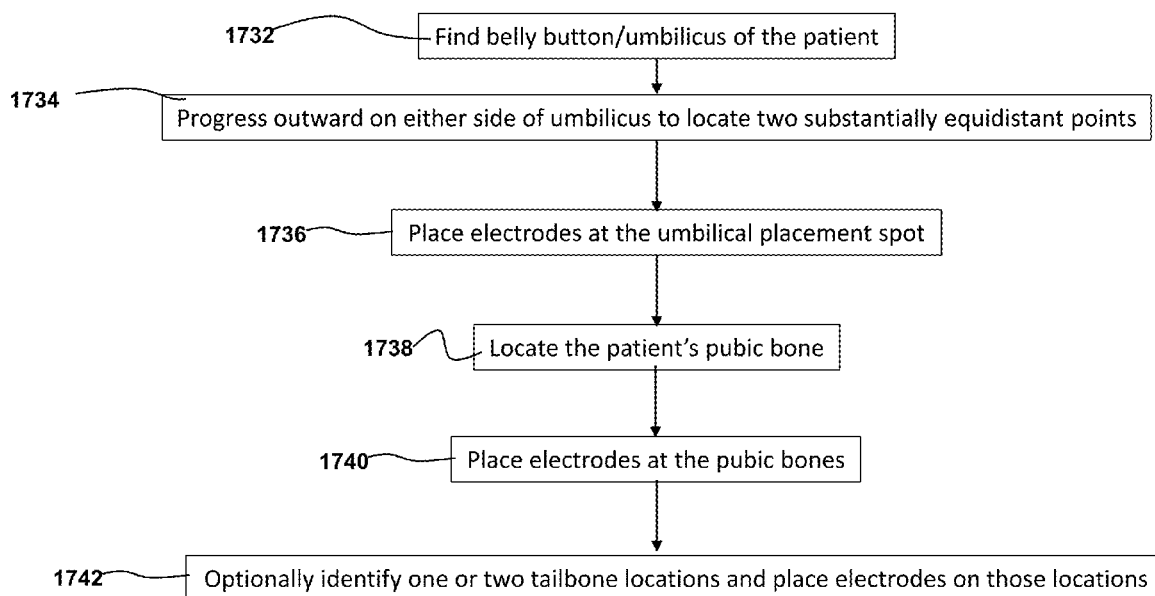 1732 Find belly button/umbilicus of the patient
1734 Progress outward on either side of umbilicus to locate two substantially equidistant points
1736 Place electrodes at the umbilical placement spot
1738 Locate the patient's pubic bone
1740 Place electrodes at the pubic bones
1742 Optionally identify one or two tailbone locations and place electrodes on those locations